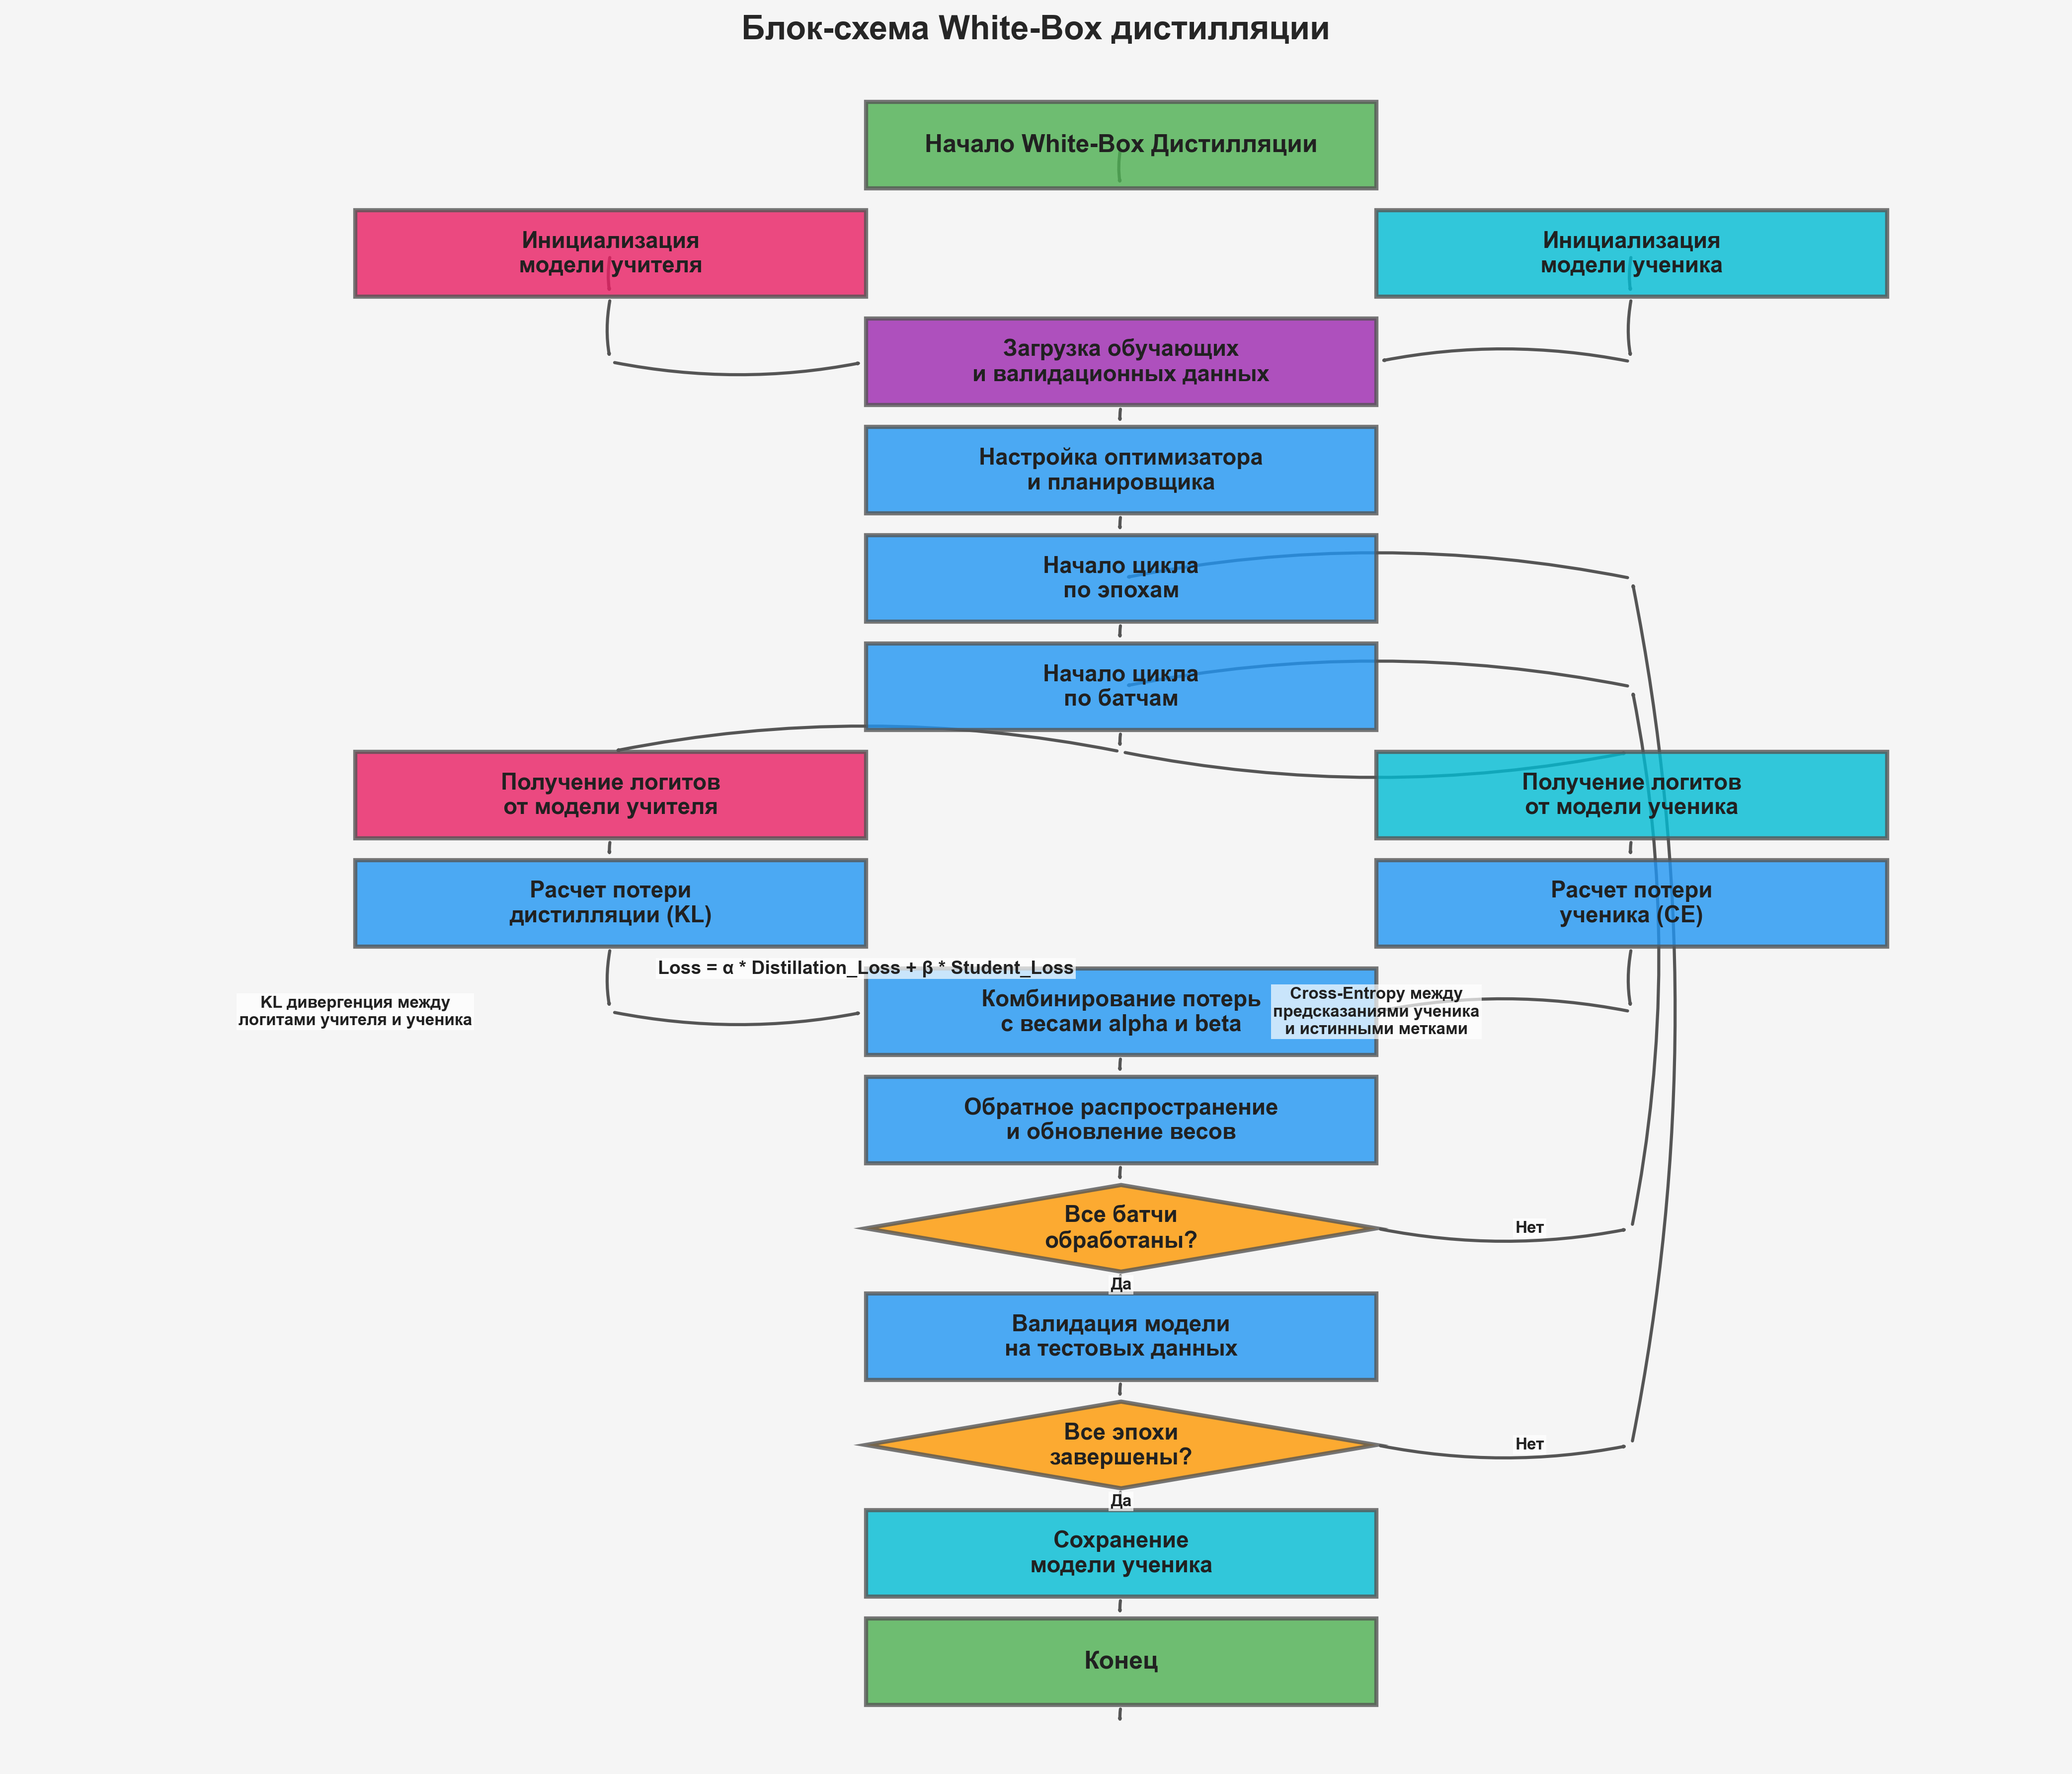 Блок-схема White-Box дистилляции
Начало White-Box Дистилляции
Инициализация
модели учителя
Инициализация
модели ученика
Загрузка обучающих
и валидационных данных
Настройка оптимизатора
и планировщика
Начало цикла
по эпохам
Начало цикла
по батчам
Получение логитов
от модели учителя
Получение логитов
от модели ученика
Расчет потери
дистилляции (KL)
Расчет потери
ученика (CE)
Loss = α * Distillation_Loss + β * Student_Loss
KL дивергенция между
логитами учителя и ученика
Комбинирование потерь
с весами alpha и beta
Cross-Entropy между
предсказаниями ученика
и истинными метками
Обратное распространение
и обновление весов
Все батчи
обработаны?
Нет
Да
Валидация модели
на тестовых данных
Все эпохи
завершены?
Нет
Да
Сохранение
модели ученика
Конец